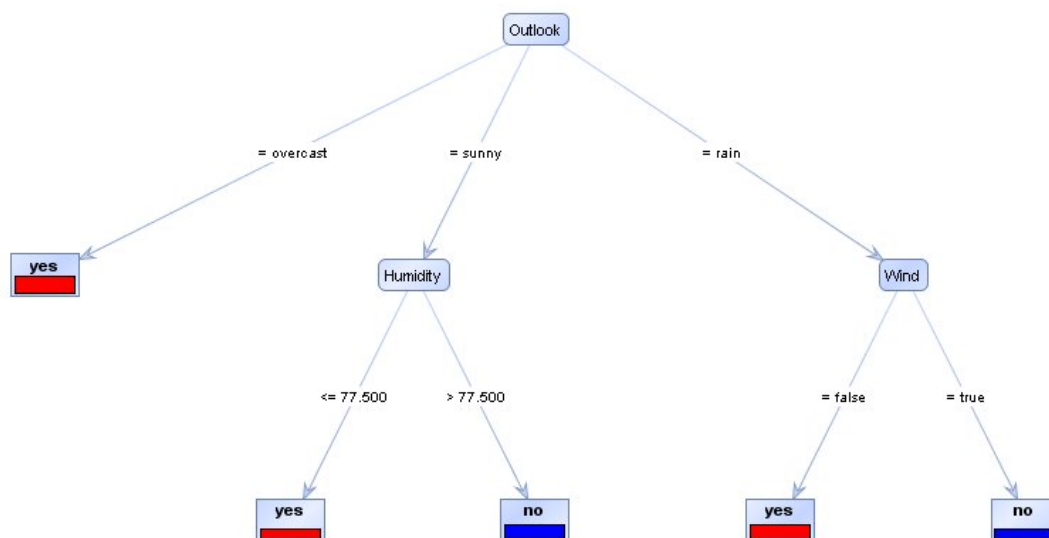 Outlook
= overcast
= sunny
= rain
yes
Humidity
Wind
<= 77.500
> 77.500
= false
= true
yes
no
yes
no